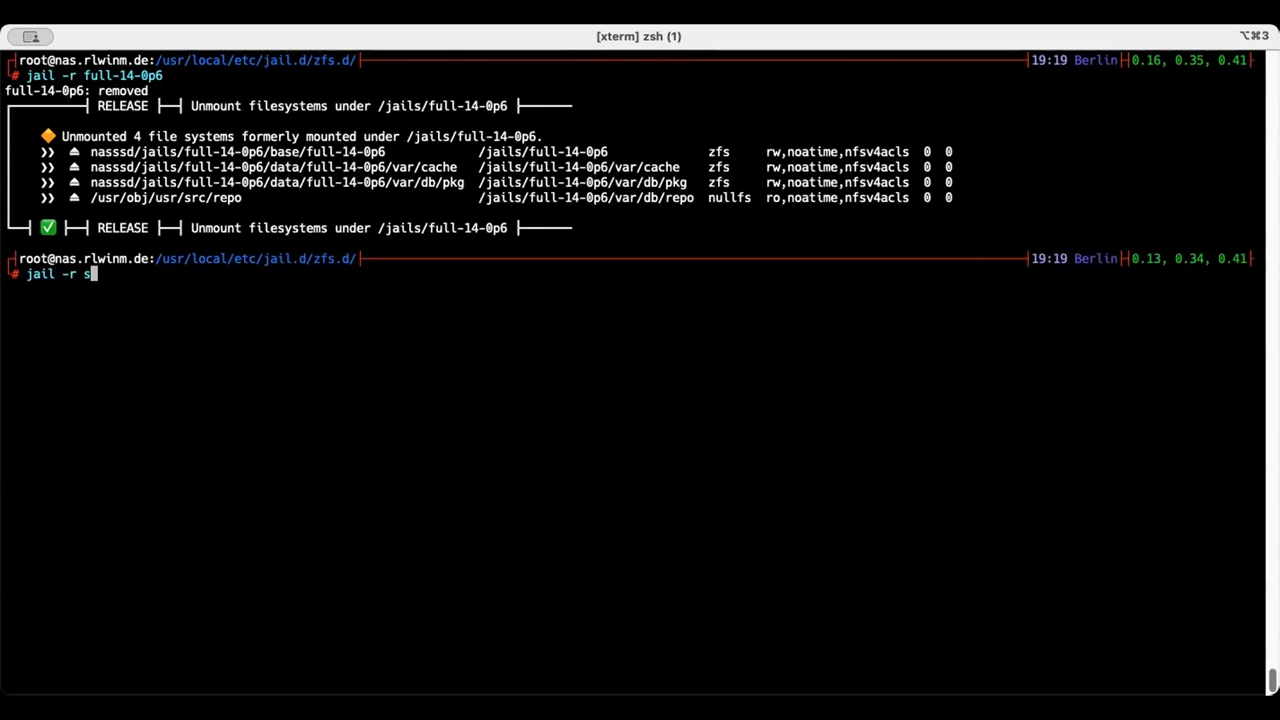 [xterm] zsh (1)
⌥⌘3
root@nas.rlwinm.de:/usr/local/etc/jail.d/zfs.d/ 19:19 Berlin 0.16, 0.35, 0.41
# jail -r full-14-0p6
full-14-0p6: removed
RELEASE Unmount filesystems under /jails/full-14-0p6
🔶 Unmounted 4 file systems formerly mounted under /jails/full-14-0p6.
❯❯ ⏏ nasssd/jails/full-14-0p6/base/full-14-0p6 /jails/full-14-0p6 zfs rw,noatime,nfsv4acls 0 0
❯❯ ⏏ nasssd/jails/full-14-0p6/data/full-14-0p6/var/cache /jails/full-14-0p6/var/cache zfs rw,noatime,nfsv4acls 0 0
❯❯ ⏏ nasssd/jails/full-14-0p6/data/full-14-0p6/var/db/pkg /jails/full-14-0p6/var/db/pkg zfs rw,noatime,nfsv4acls 0 0
❯❯ ⏏ /usr/obj/usr/src/repo /jails/full-14-0p6/var/db/repo nullfs ro,noatime,nfsv4acls 0 0
✅ RELEASE Unmount filesystems under /jails/full-14-0p6
root@nas.rlwinm.de:/usr/local/etc/jail.d/zfs.d/ 19:19 Berlin 0.13, 0.34, 0.41
# jail -r s